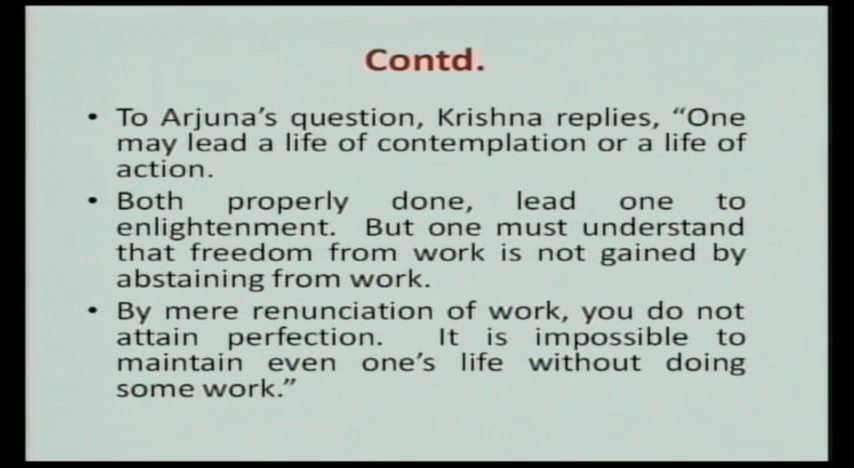 Contd.
• To Arjuna's question, Krishna replies, “One
may lead a life of contemplation or a life of
action.
• Both properly done, lead one to
enlightenment. But one must understand
that freedom from work is not gained by
abstaining from work.
• By mere renunciation of work, you do not
attain perfection. It is impossible to
maintain even one's life without doing
some work.”